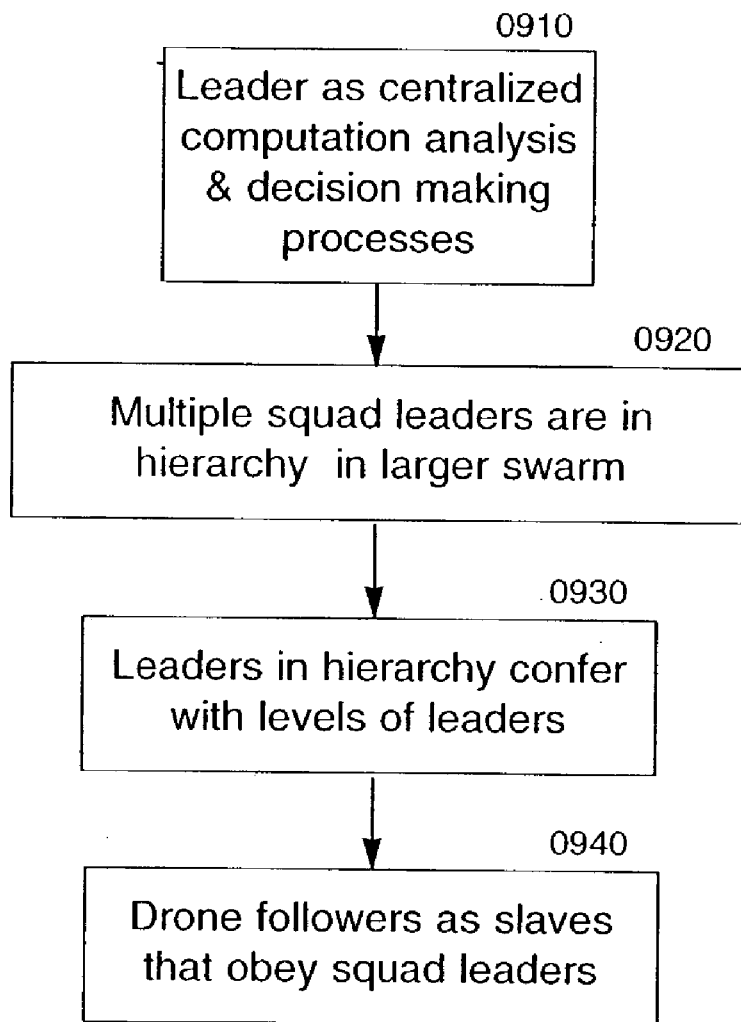 0910
Leader as centralized
computation analysis
& decision making
processes
0920
Multiple squad leaders are in
hierarchy in larger swarm
0930
Leaders in hierarchy confer
with levels of leaders
0940
Drone followers as slaves
that obey squad leaders